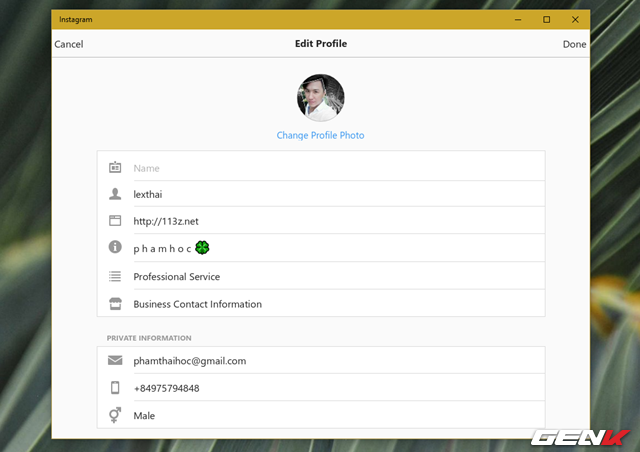 Instagram
Cancel Edit Profile Done
Change Profile Photo
Name
lexthai
http://113z.net
p h a m h o c 🍀
Professional Service
Business Contact Information
PRIVATE INFORMATION
phamthaihoc@gmail.com
+84975794848
Male
GENK